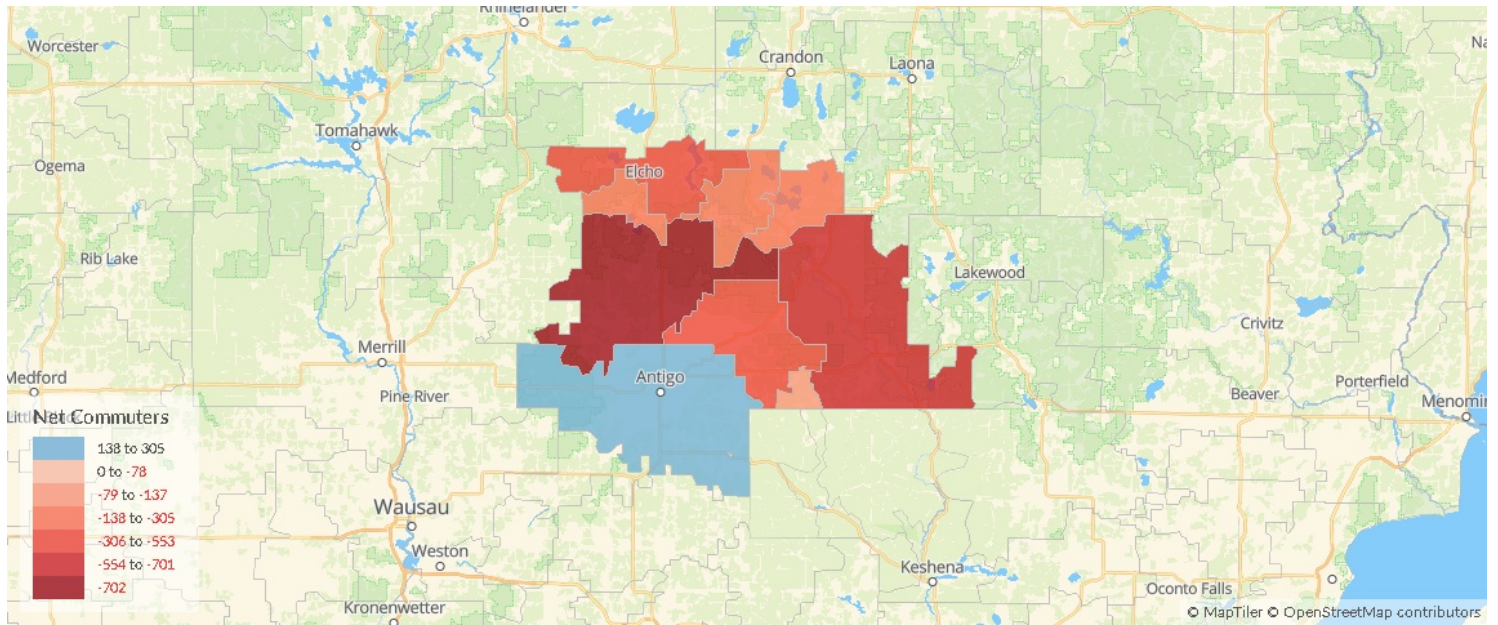 Rhinelander
Worcester
Crandon
Laona
Tomahawk
Ogema
Elcho
Rib Lake
Lakewood
Crivitz
Merrill
Medford
Antigo
Pine River
Beaver
Porterfield
Net Commuters
138 to 305
0 to -78
-79 to -137
-138 to -305
-306 to -553
-554 to -701
-702
Wausau
Weston
Keshena
Oconto Falls
Kronenwetter
© MapTiler © OpenStreetMap contributors